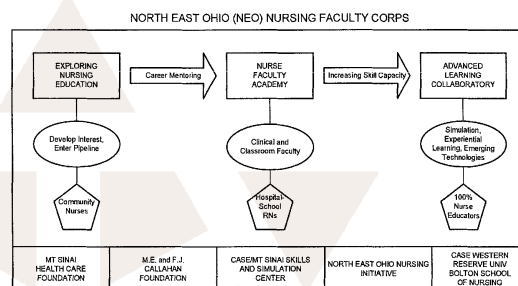 NORTH EAST OHIO (NEO) NURSING FACULTY CORPS
EXPLORING
NURSING
EDUCATION
Career Mentoring
NURSE
FACULTY
ACADEMY
Increasing Skill Capacity
ADVANCED
LEARNING
COLLABORATORY
Develop Interest,
Enter Pipeline
Clinical and
Classroom Faculty
Simulation,
Experiential
Learning, Emerging
Technologies
Community
Nurses
Hospital-
School
RNs
100%
Nurse
Educators
MT SINAI
HEALTH CARE
FOUNDATION
M.E. and F.J.
CALLAHAN
FOUNDATION
CASE/MT SINAI SKILLS
AND SIMULATION
CENTER
NORTH EAST OHIO NURSING
INITIATIVE
CASE WESTERN
RESERVE UNIV
BOLTON SCHOOL
OF NURSING